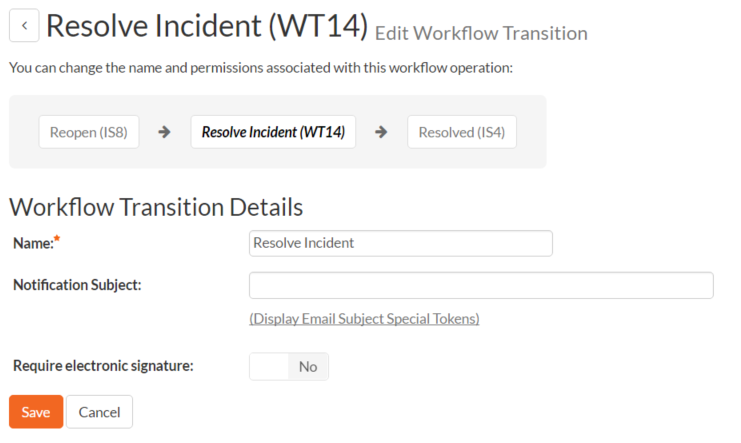 Resolve Incident (WT14) Edit Workflow Transition
You can change the name and permissions associated with this workflow operation:
Reopen (IS8) Resolve Incident (WT14) Resolved (IS4)
Workflow Transition Details
Name:* Resolve Incident
Notification Subject:
(Display Email Subject Special Tokens)
Require electronic signature: No
Save Cancel